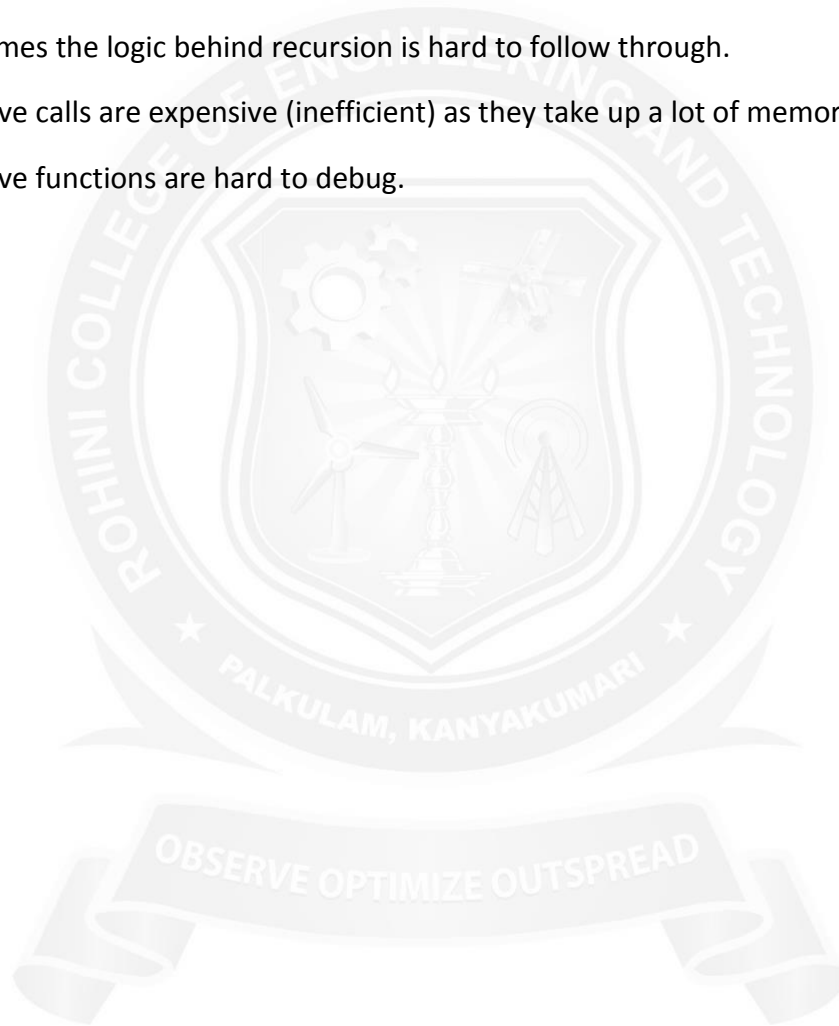 mes the logic behind recursion is hard to follow through.
ve calls are expensive (inefficient) as they take up a lot of memor
ve functions are hard to debug.
ROHINI COLLEGE OF ENGINEERING AND TECHNOLOGY
PALKULAM, KANYAKUMARI
OBSERVE OPTIMIZE OUTSPREAD